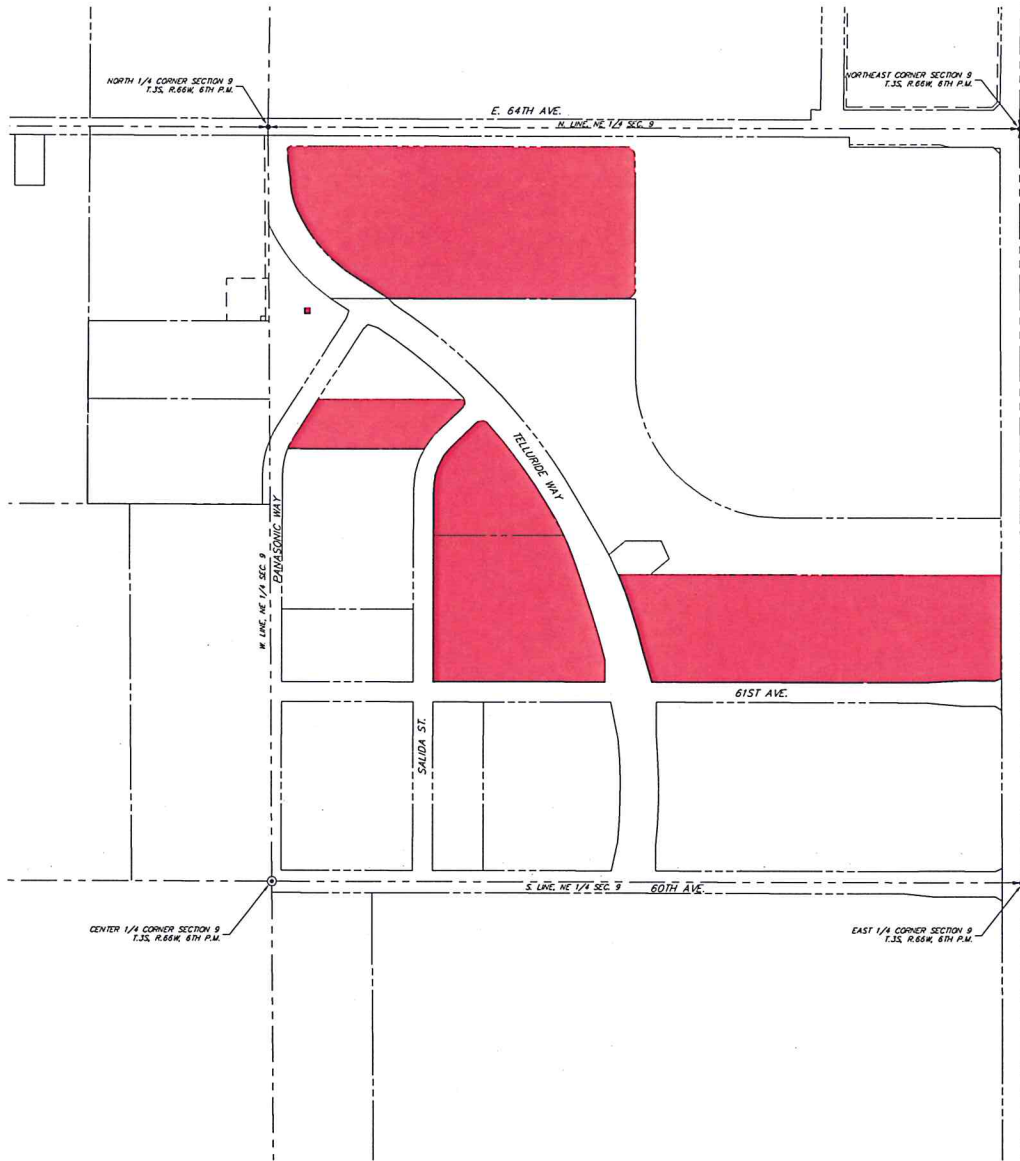 NORTH 1/4 CORNER SECTION 9
T.3S, R.66W, 6TH P.M.
NORTHEAST CORNER SECTION 9
T.3S, R.66W, 6TH P.M.
E. 64TH AVE.
N. LINE, NE 1/4 SEC. 9
TELLURIDE WAY
PANASONIC WAY
W. LINE, NE 1/4 SEC. 9
61ST AVE.
SALIDA ST.
S. LINE, NE 1/4 SEC. 9
60TH AVE.
CENTER 1/4 CORNER SECTION 9
T.3S, R.66W, 6TH P.M.
EAST 1/4 CORNER SECTION 9
T.3S, R.66W, 6TH P.M.